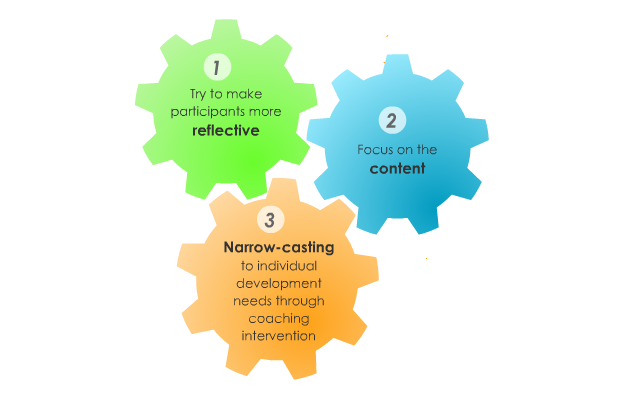 1
Try to make
participants more
reflective
2
Focus on the
content
3
Narrow-casting
to individual
development
needs through
coaching
intervention